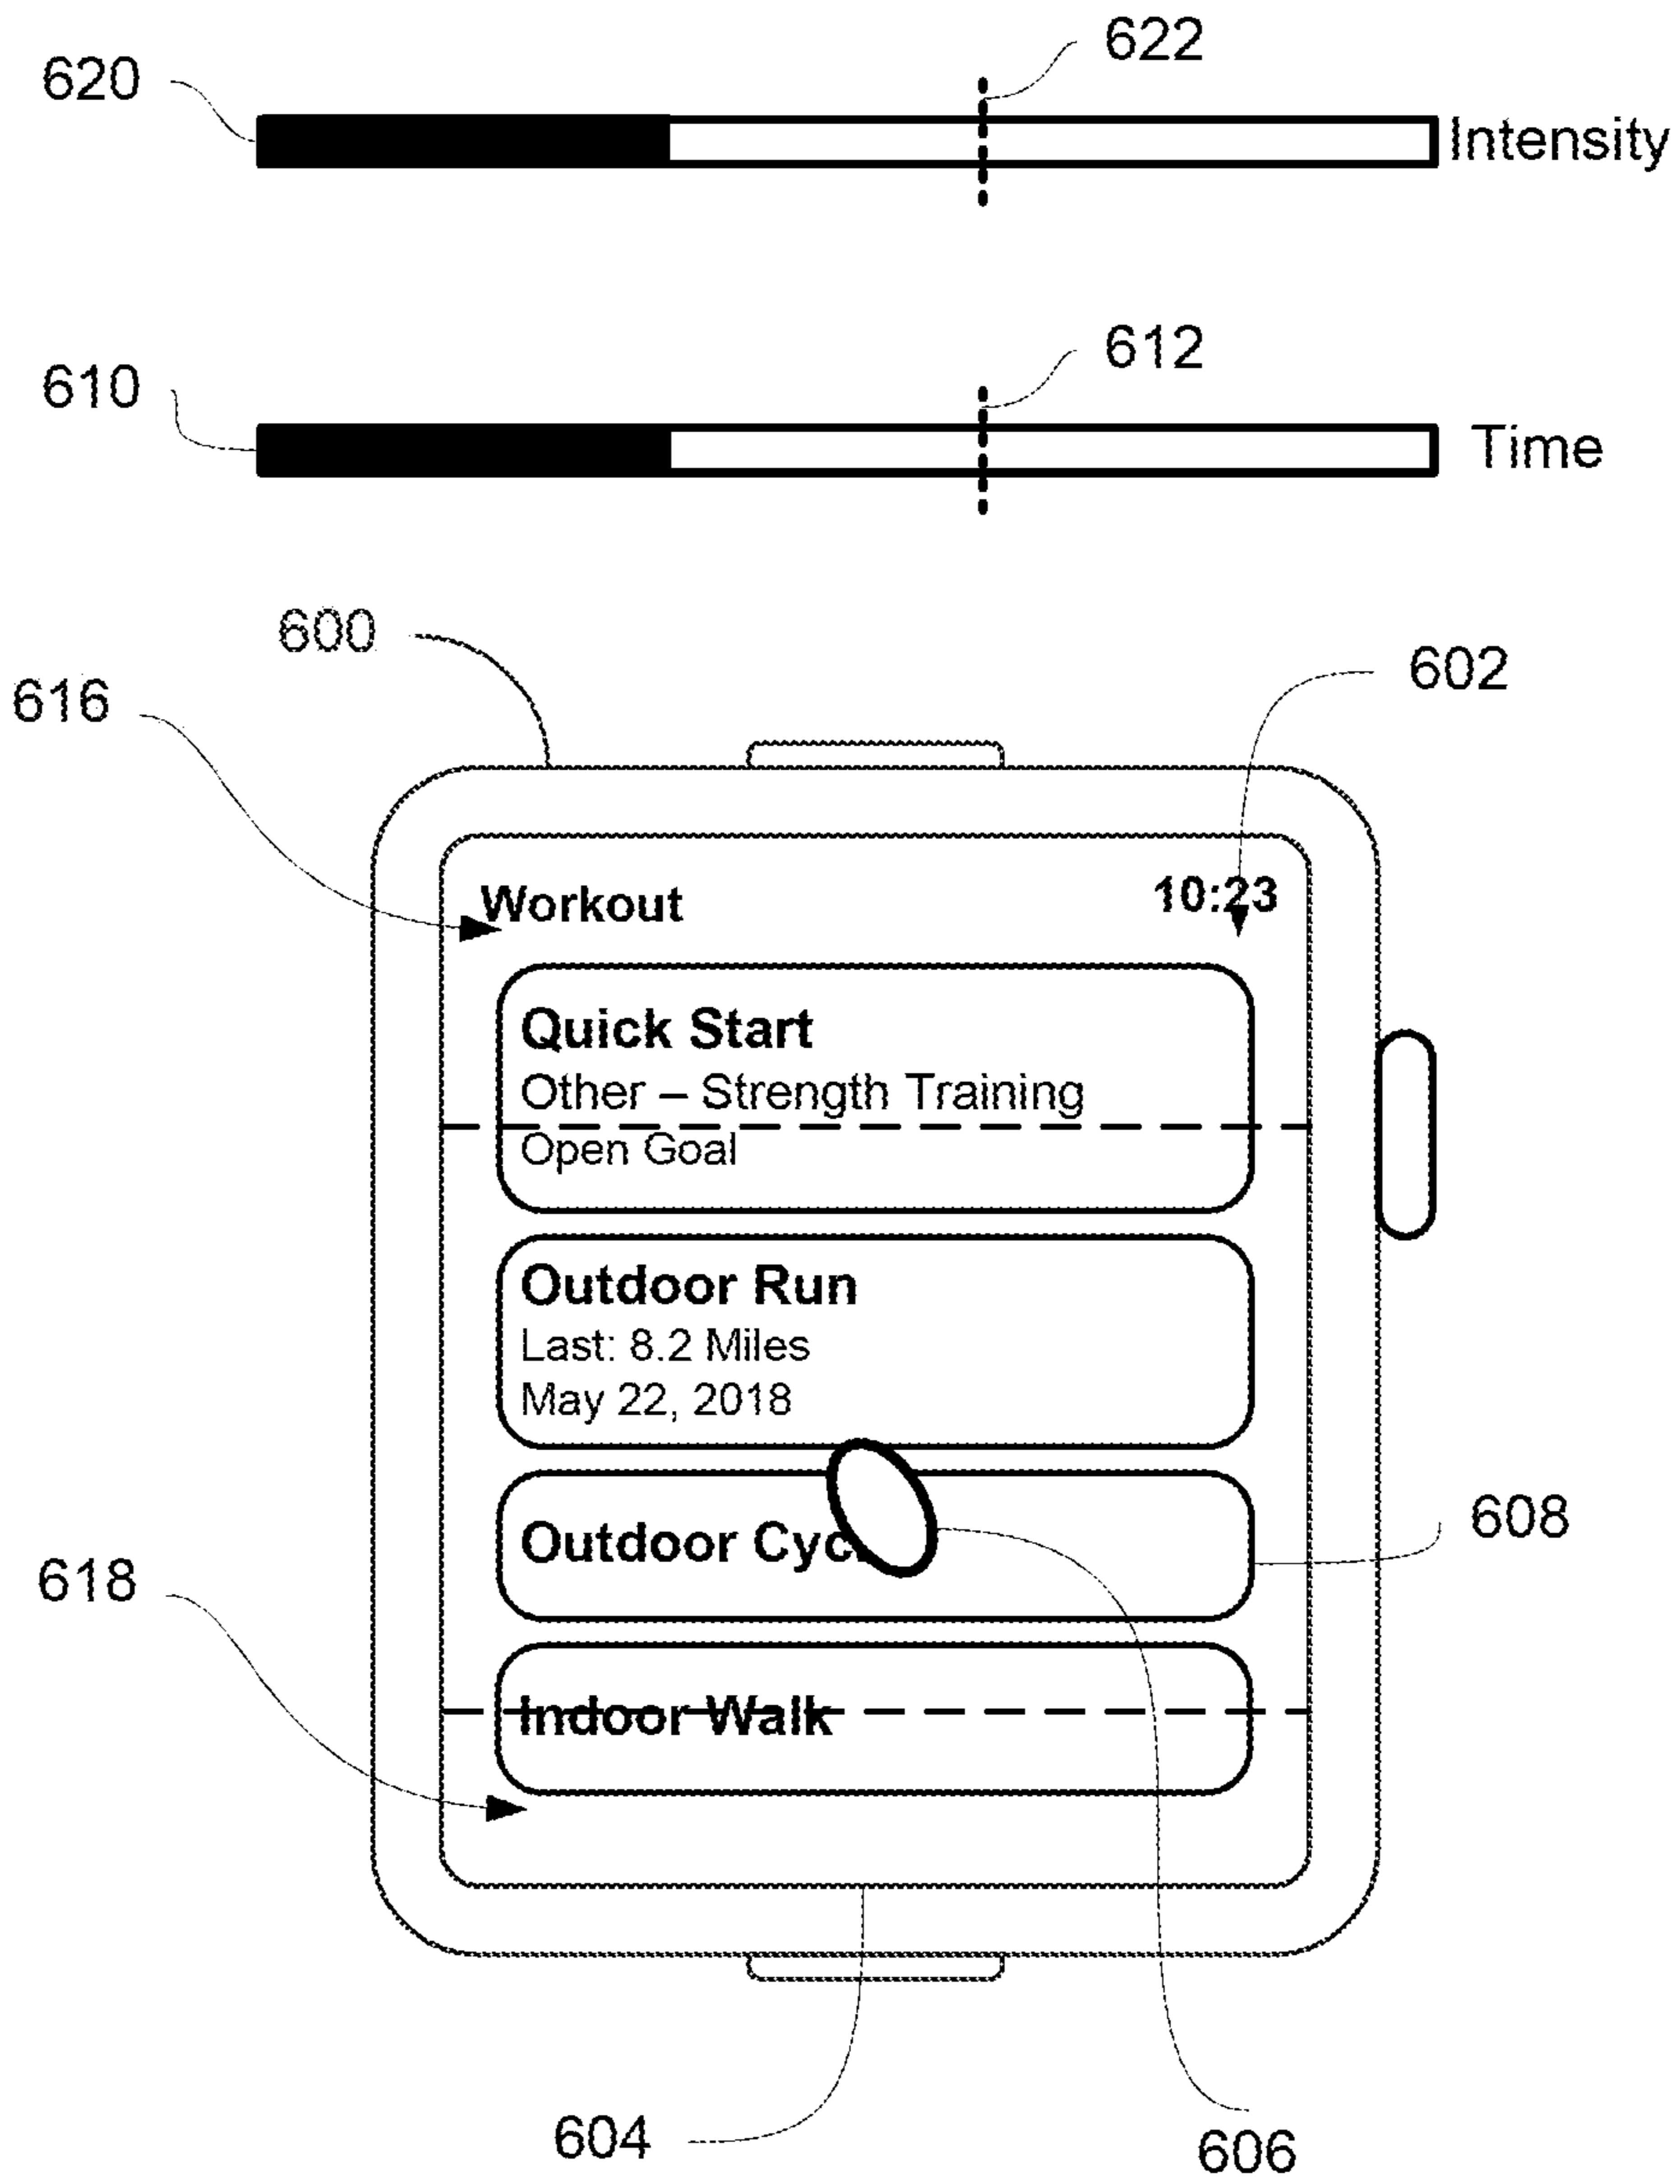 622
620
Intensity
612
610
Time
600
602
616
Workout
10:23
Quick Start
Other – Strength Training
Open Goal
Outdoor Run
Last: 8.2 Miles
May 22, 2018
608
Outdoor
618
Indoor Walk
604
606